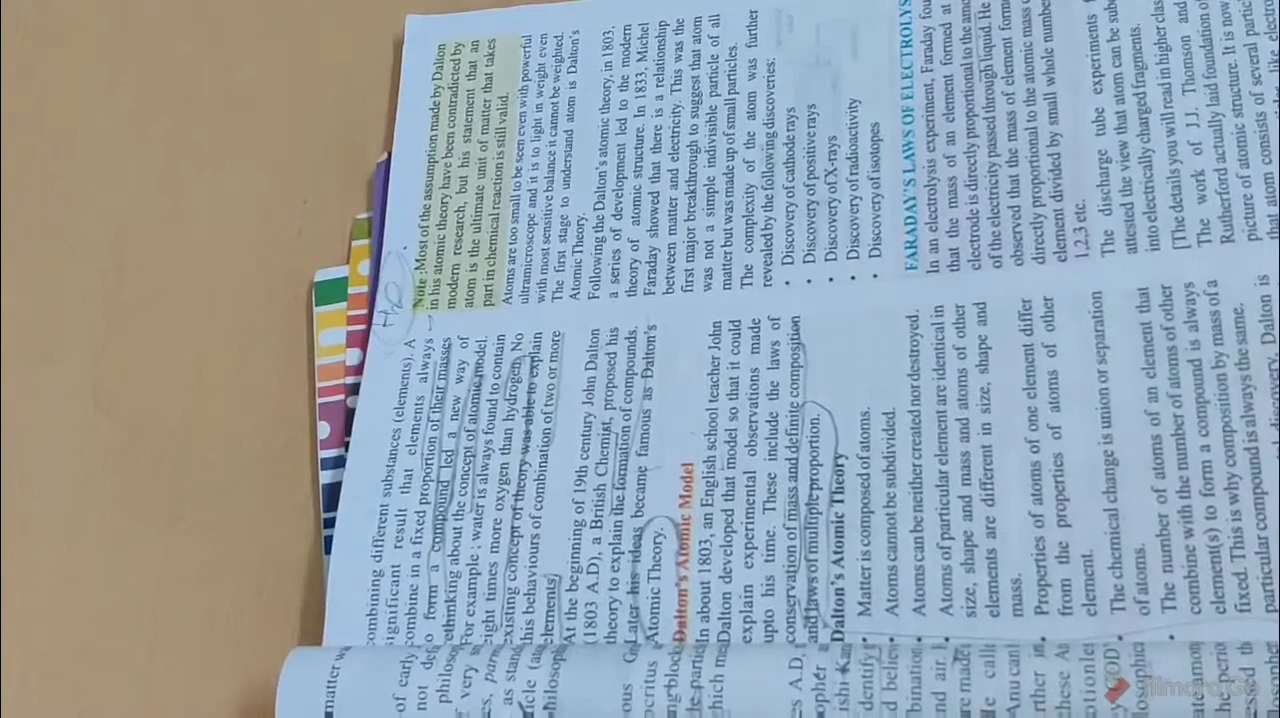 combining different substances (elements). A
significant result that elements always
combine in a fixed proportion of their masses
to form a compound led a new way of
thinking about the concept of atomic model.
For example : water is always found to contain
eight times more oxygen than hydrogen. No
existing concept of theory was able to explain
this behaviours of combination of two or more
elements
At the beginning of 19th century John Dalton
(1803 A.D), a British Chemist, proposed his
theory to explain the formation of compounds.
Later his ideas became famous as Dalton's
Atomic Theory.
Dalton's Atomic Model
In about 1803, an English school teacher John
Dalton developed that model so that it could
explain experimental observations made
upto his time. These include the laws of
conservation of mass and definite composition
and laws of multiple proportion.
Dalton's Atomic Theory
• Matter is composed of atoms.
• Atoms cannot be subdivided.
• Atoms can be neither created nor destroyed.
• Atoms of particular element are identical in
size, shape and mass and atoms of other
elements are different in size, shape and
mass.
• Properties of atoms of one element differ
from the properties of atoms of other
element.
• The chemical change is union or separation
of atoms.
• The number of atoms of an element that
combine with the number of atoms of other
element(s) to form a compound is always
fixed. This is why composition by mass of a
particular compound is always the same.
discovery, Dalton is
H2O
Note : Most of the assumption made by Dalton
in his atomic theory have been contradicted by
modern research, but his statement that an
atom is the ultimate unit of matter that takes
part in chemical reaction is still valid.
Atoms are too small to be seen even with powerful
ultramicroscope and it is to light in weight even
with most sensitive balance it cannot be weighted.
The first stage to understand atom is Dalton's
Atomic Theory.
Following the Dalton's atomic theory, in 1803,
a series of development led to the modern
theory of atomic structure. In 1833, Michel
Faraday showed that there is a relationship
between matter and electricity. This was the
first major breakthrough to suggest that atom
was not a simple indivisible particle of all
matter but was made up of small particles.
The complexity of the atom was further
revealed by the following discoveries:
• Discovery of cathode rays
• Discovery of positive rays
• Discovery of X-rays
• Discovery of radioactivity
• Discovery of isotopes
FARADAY'S LAWS OF ELECTROLYS
In an electrolysis experiment, Faraday fou
that the mass of an element formed at
electrode is directly proportional to the am
of the electricity passed through liquid. He
observed that the mass of element form
directly proportional to the atomic mass o
element divided by small whole number
1,2,3 etc.
The discharge tube experiments
attested the view that atom can be sub
into electrically charged fragments.
[The details you will read in higher clas
The work of J.J. Thomson and
Rutherford actually laid foundation of
picture of atomic structure. It is now
that atom consists of several partic
like electro
matter w
of early
not def
philosop
very
as stand
filmora Go